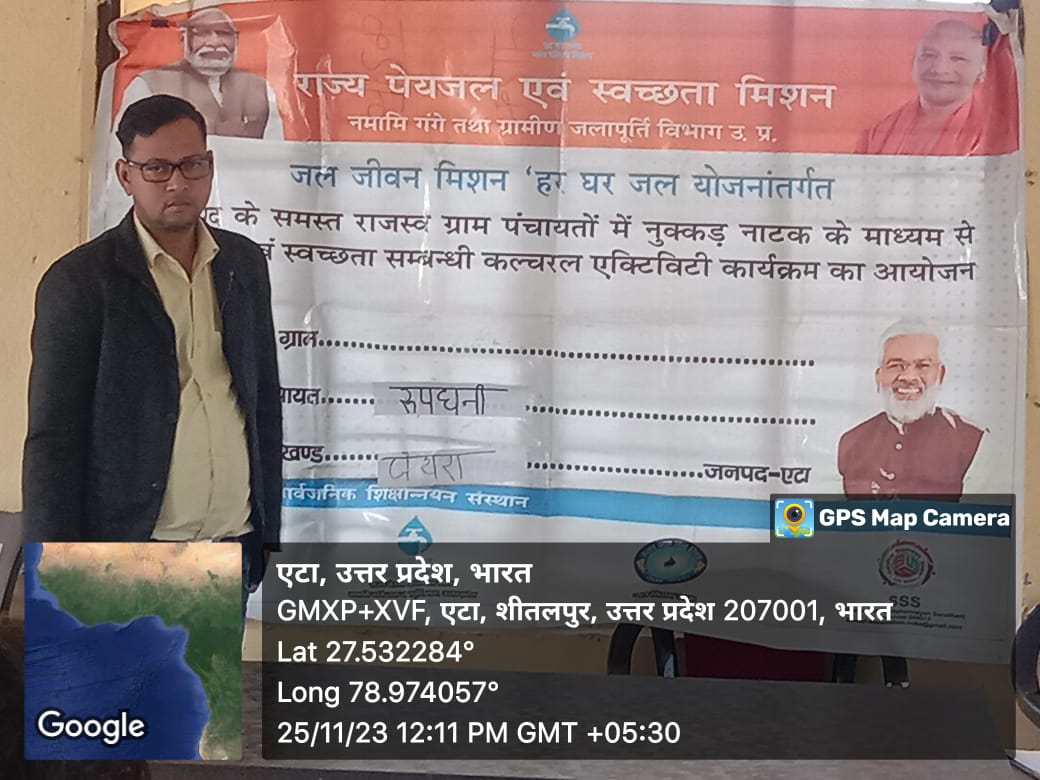 राज्य पेयजल एवं स्वच्छता मिशन
नमामि गंगे तथा ग्रामीण जलापूर्ति विभाग उ. प्र.
जल जीवन मिशन 'हर घर जल योजनांतर्गत
के समस्त राजस्व ग्राम पंचायतों में नुक्कड़ नाटक के माध्यम से
स्वच्छता सम्बन्धी कल्चरल एक्टिविटी कार्यक्रम का आयोजन
ग्राम
रुपधनी
जनपद-एटा
शिक्षोन्नयन संस्थान
GPS Map Camera
एटा, उत्तर प्रदेश, भारत
GMXP+XVF, एटा, शीतलपुर, उत्तर प्रदेश 207001, भारत
Lat 27.532284°
Long 78.974057°
25/11/23 12:11 PM GMT +05:30
Google
SSS